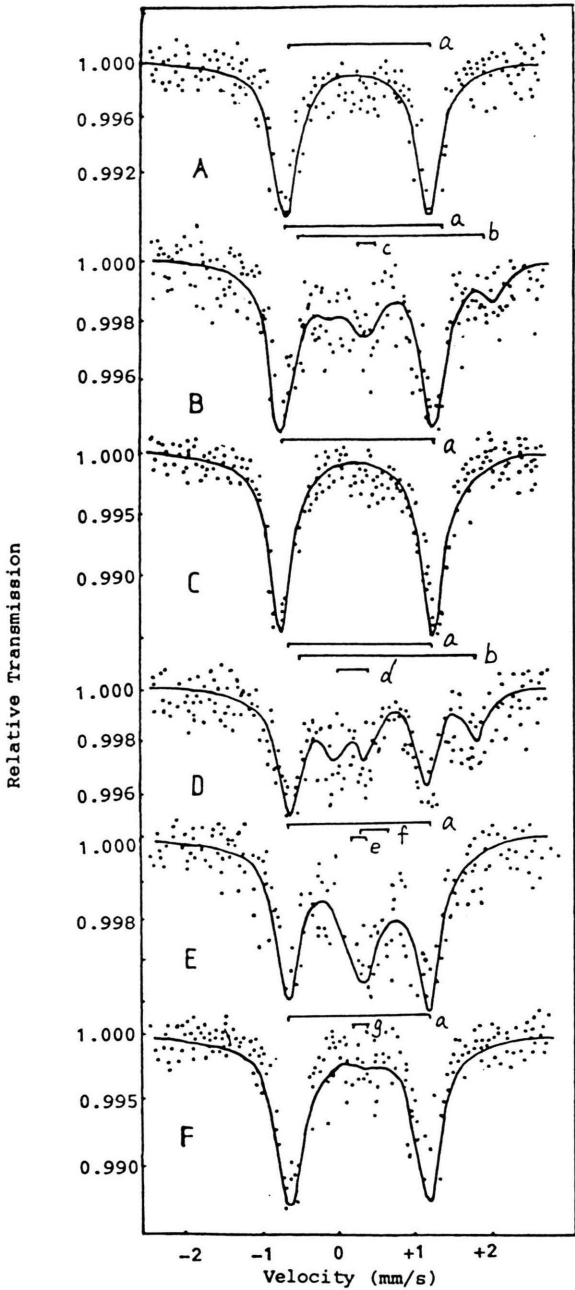 a
1.000
0.996
0.992
A
a
b
c
1.000
0.998
0.996
B
a
1.000
0.995
0.990
C
a
b
d
1.000
0.998
0.996
D
a
f
e
1.000
0.998
E
a
g.
1.000
0.995
0.990
F
-2 -1 0 +1 +2
Velocity (mm/s)
Relative Transmission